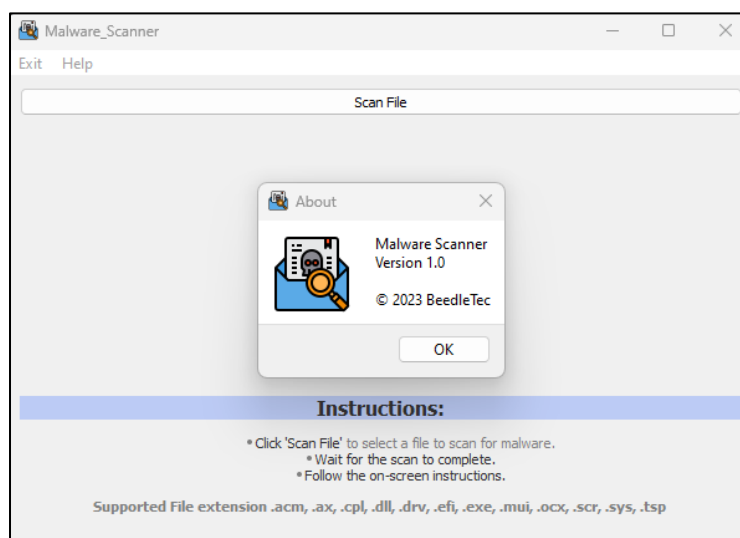 Malware_Scanner
Exit Help
Scan File
About
Malware Scanner
Version 1.0
© 2023 BeedleTec
OK
Instructions:
• Click 'Scan File' to select a file to scan for malware.
• Wait for the scan to complete.
• Follow the on-screen instructions.
Supported File extension .acm, .ax, .cpl, .dll, .drv, .efi, .exe, .mui, .ocx, .scr, .sys, .tsp